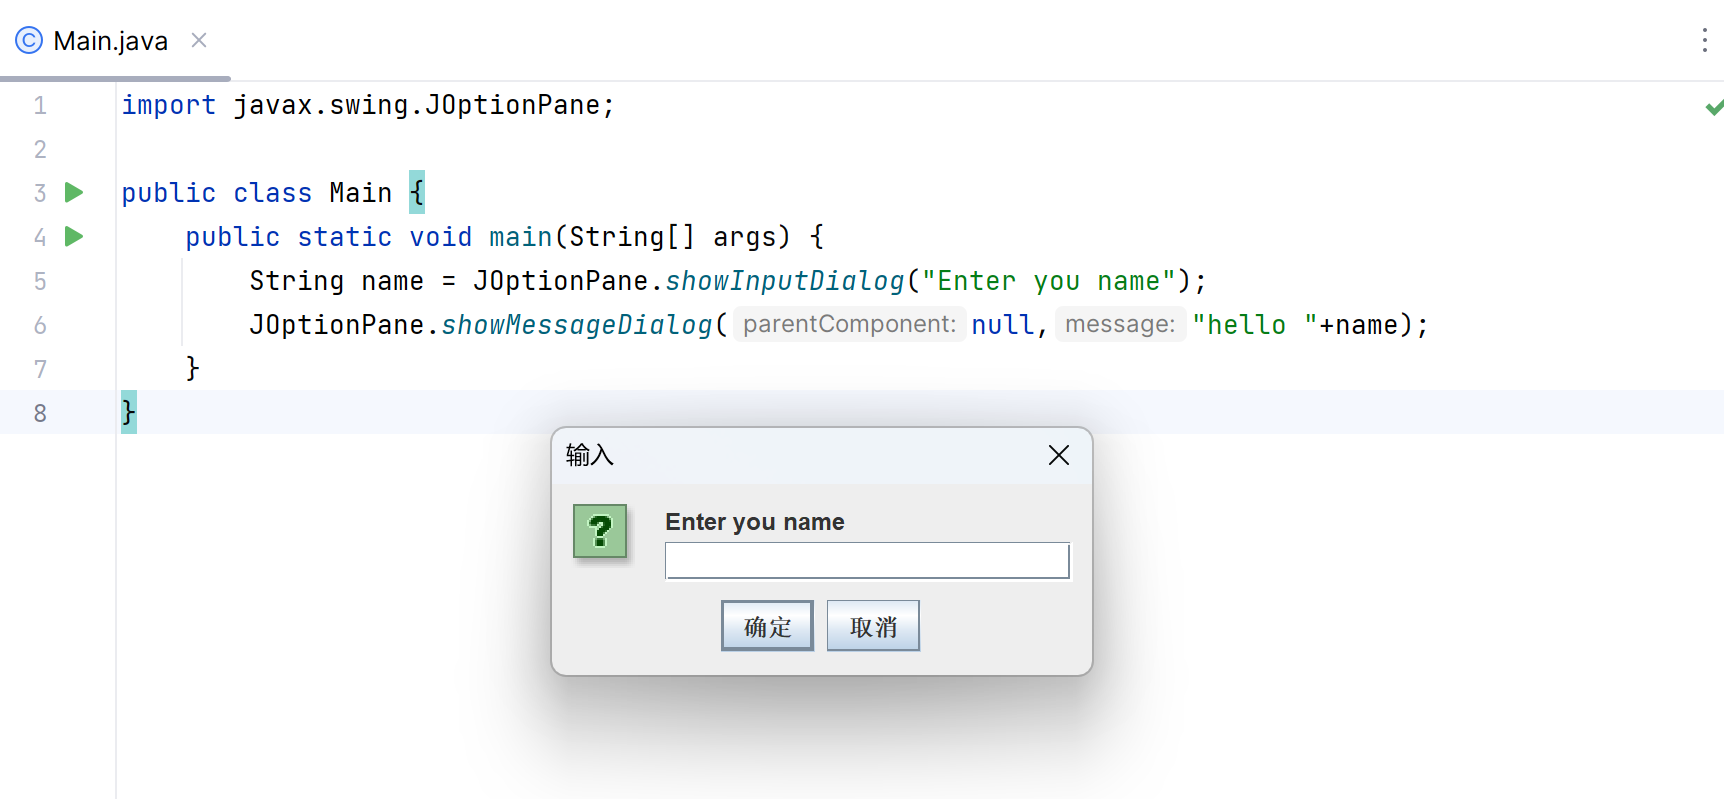 Main.java
1 import javax.swing.JOptionPane;
2
3 public class Main {
4 public static void main(String[] args) {
5 String name = JOptionPane.showInputDialog("Enter you name");
6 JOptionPane.showMessageDialog( parentComponent: null, message: "hello "+name);
7 }
8 }
输入
?
Enter you name
确定 取消